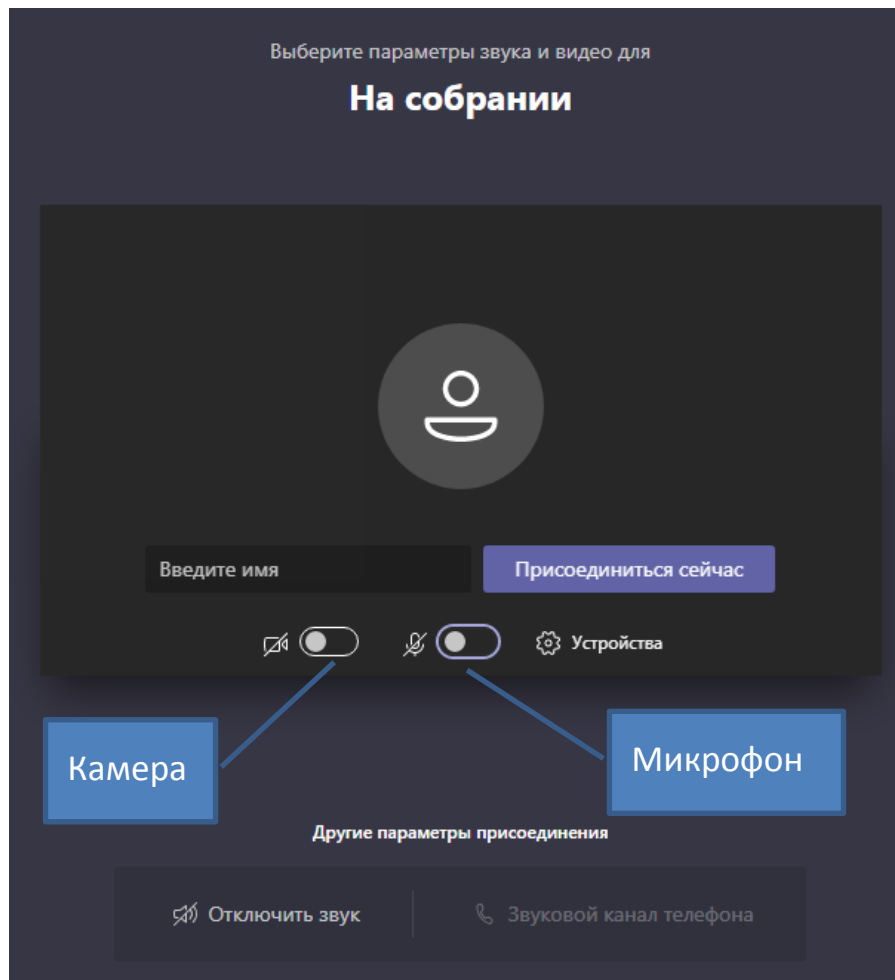 Выберите параметры звука и видео для
На собрании
Введите имя
Присоединиться сейчас
Устройства
Камера
Микрофон
Другие параметры присоединения
Отключить звук
Звуковой канал телефона